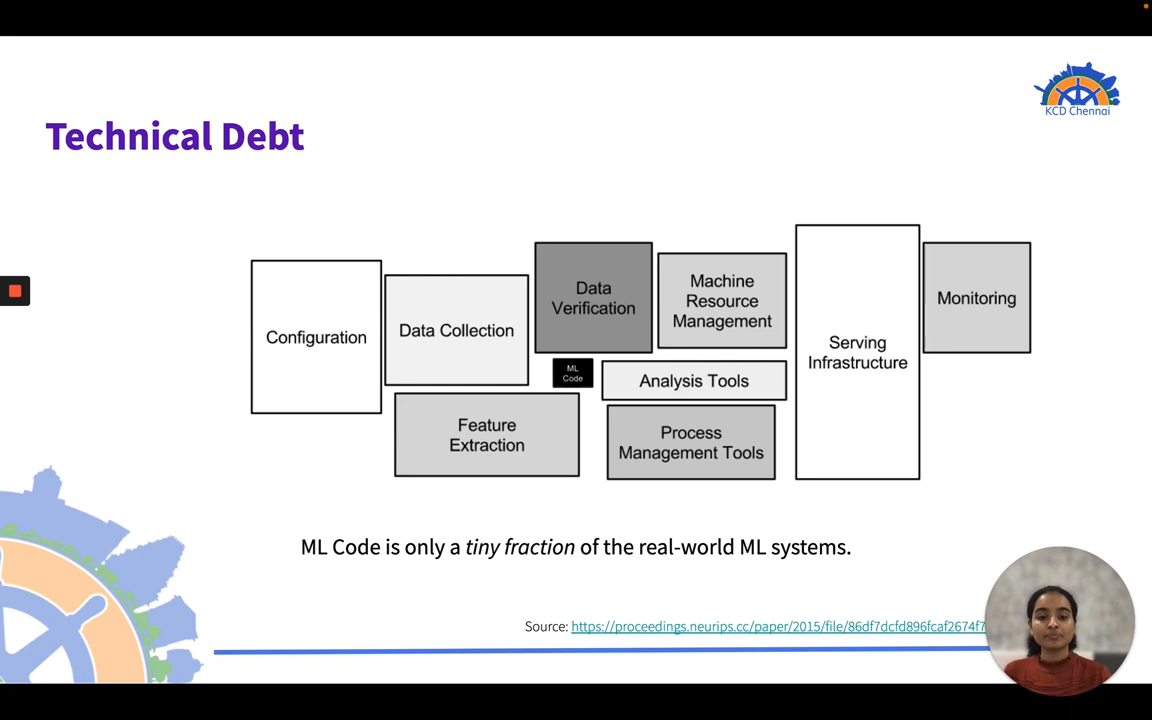 KCD Chennai
Technical Debt
Configuration
Data Collection
Data
Verification
Machine
Resource
Management
Serving
Infrastructure
Monitoring
ML
Code
Analysis Tools
Feature
Extraction
Process
Management Tools
ML Code is only a tiny fraction of the real-world ML systems.
Source: https://proceedings.neurips.cc/paper/2015/file/86df7dcfd896fcaf2674f7